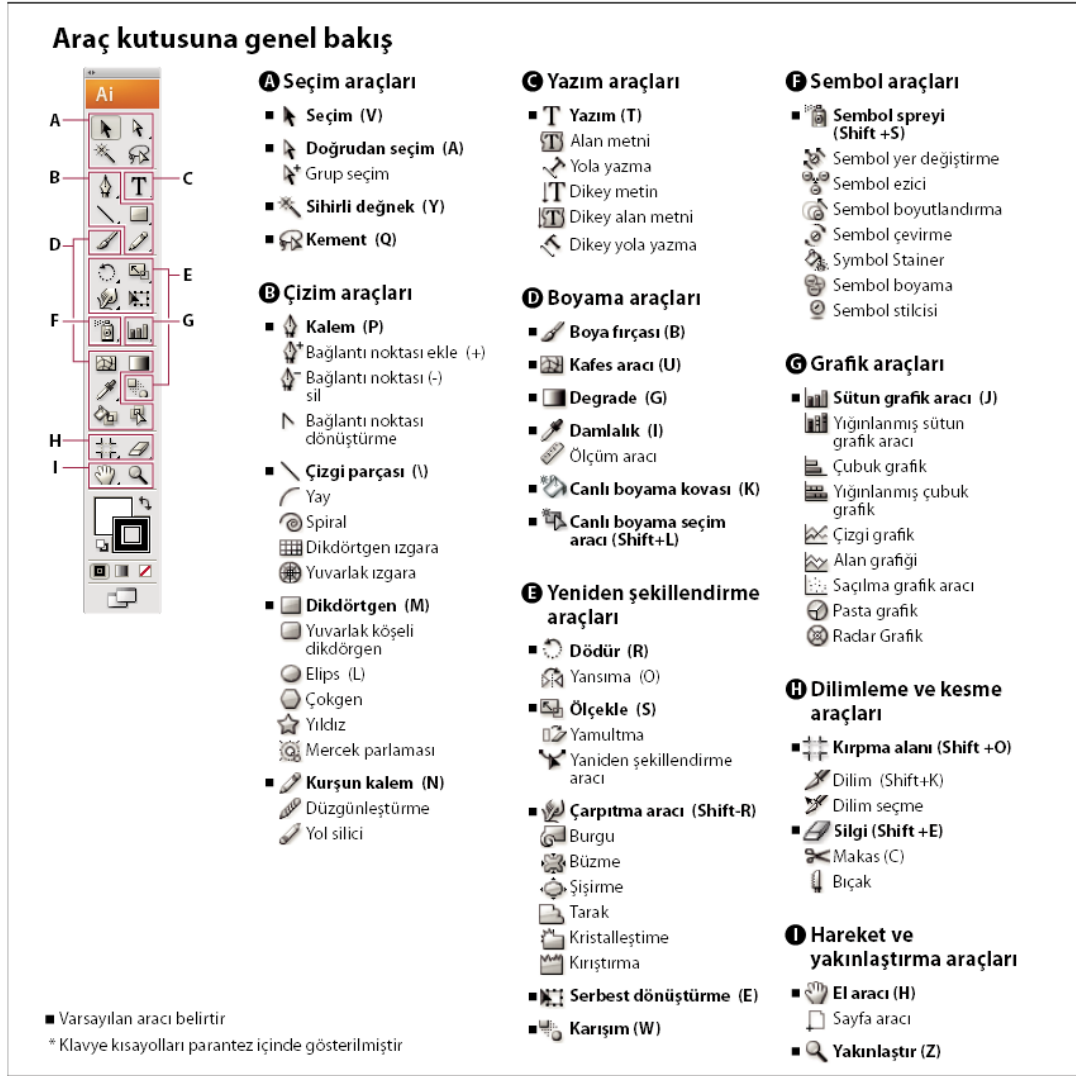 Araç kutusuna genel bakış
Ai
A
B
C
D
E
F
G
H
I
A Seçim araçları
Seçim (V)
Doğrudan seçim (A)
Grup seçim
Sihirli değnek (Y)
Kement (Q)
B Çizim araçları
Kalem (P)
Bağlantı noktası ekle (+)
Bağlantı noktası (-)
sil
Bağlantı noktası
dönüştürme
Çizgi parçası (\)
Yay
Spiral
Dikdörtgen ızgara
Yuvarlak ızgara
Dikdörtgen (M)
Yuvarlak köşeli
dikdörgen
Elips (L)
Çokgen
Yıldız
Mercek parlaması
Kurşun kalem (N)
Düzgünleştürme
Yol silici
C Yazım araçları
Yazım (T)
Alan metni
Yola yazma
Dikey metin
Dikey alan metni
Dikey yola yazma
D Boyama araçları
Boya fırçası (B)
Kafes aracı (U)
Degrade (G)
Damlalık (I)
Ölçüm aracı
Canlı boyama kovası (K)
Canlı boyama seçim
aracı (Shift+L)
E Yeniden şekillendirme
araçları
Dödür (R)
Yansıma (O)
Ölçekle (S)
Yamultma
Yaniden şekillendirme
aracı
Çarpıtma aracı (Shift-R)
Burgu
Büzme
Şişirme
Tarak
Kristalleştime
Kırıştırma
Serbest dönüştürme (E)
Karışım (W)
F Sembol araçları
Sembol spreyi
(Shift +S)
Sembol yer değiştirme
Sembol ezici
Sembol boyutlandırma
Sembol çevirme
Symbol Stainer
Sembol boyama
Sembol stilcisi
G Grafik araçları
Sütun grafik aracı (J)
Yığınlanmış sütun
grafik aracı
Çubuk grafik
Yığınlanmış çubuk
grafik
Çizgi grafik
Alan grafiği
Saçılma grafik aracı
Pasta grafik
Radar Grafik
H Dilimleme ve kesme
araçları
Kırpma alanı (Shift +O)
Dilim (Shift+K)
Dilim seçme
Silgi (Shift +E)
Makas (C)
Bıçak
I Hareket ve
yakınlaştırma araçları
El aracı (H)
Sayfa aracı
Yakınlaştır (Z)
■ Varsayılan aracı belirtir
* Klavye kısayolları parantez içinde gösterilmiştir